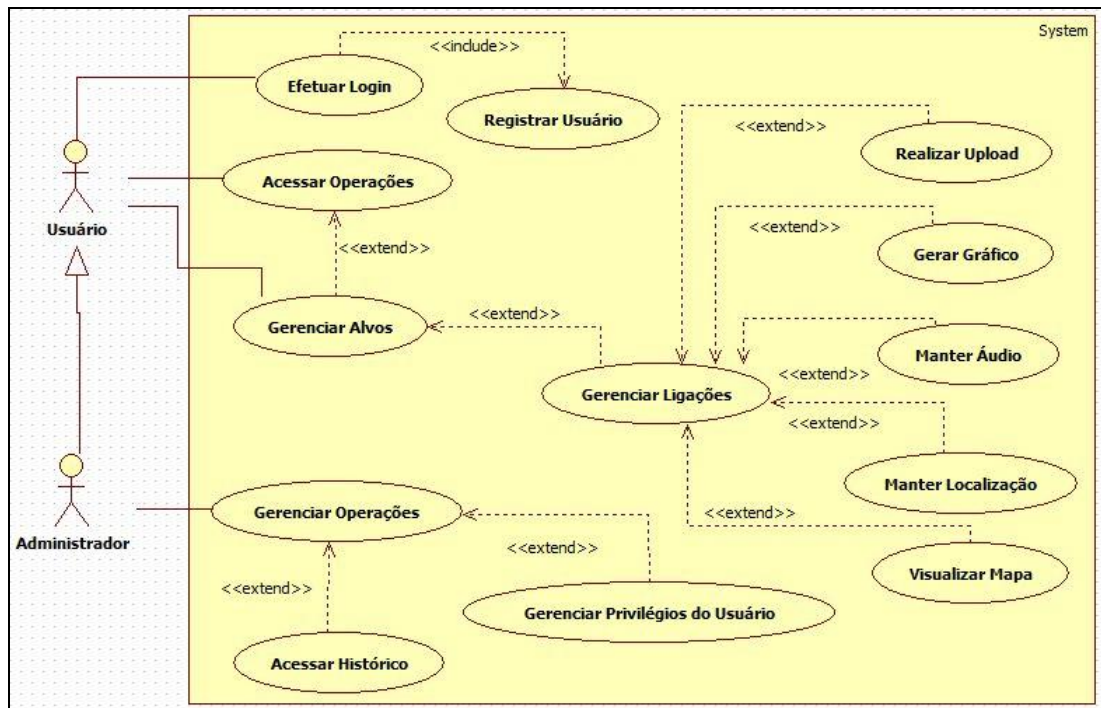 System
<<include>>
Efetuar Login
Registrar Usuário
<<extend>>
Realizar Upload
Acessar Operações
Usuário
<<extend>>
<<extend>>
Gerar Gráfico
<<extend>>
Gerenciar Alvos
Manter Áudio
<<extend>>
Gerenciar Ligações
<<extend>>
Manter Localização
Gerenciar Operações
<<extend>>
Administrador
<<extend>>
Visualizar Mapa
<<extend>>
Gerenciar Privilégios do Usuário
Acessar Histórico